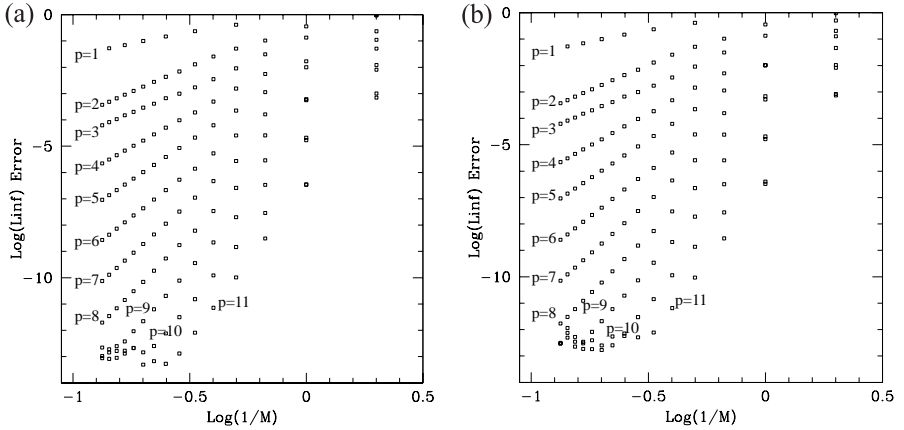 (a)
0
−5
−10
Log(Linf) Error
p=1
p=2
p=3
p=4
p=5
p=6
p=7
p=8
p=9
p=10
p=11
−1
−0.5
0
0.5
Log(1/M)
(b)
0
−5
−10
Log(Linf) Error
p=1
p=2
p=3
p=4
p=5
p=6
p=7
p=8
p=9
p=10
p=11
−1
−0.5
0
0.5
Log(1/M)